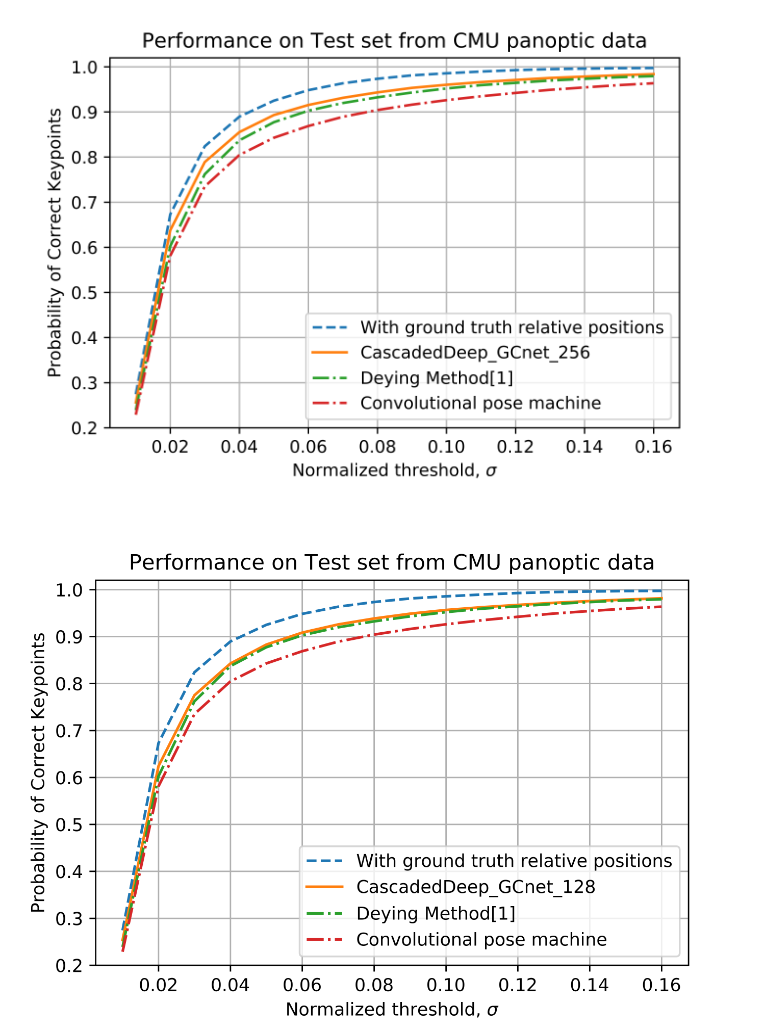 Performance on Test set from CMU panoptic data
1.0
0.9
0.8
0.7
0.6
0.5
0.4
0.3
0.2
Probability of Correct Keypoints
With ground truth relative positions
CascadedDeep_GCnet_256
Deying Method[1]
Convolutional pose machine
0.02 0.04 0.06 0.08 0.10 0.12 0.14 0.16
Normalized threshold, σ
Performance on Test set from CMU panoptic data
1.0
0.9
0.8
0.7
0.6
0.5
0.4
0.3
0.2
Probability of Correct Keypoints
With ground truth relative positions
CascadedDeep_GCnet_128
Deying Method[1]
Convolutional pose machine
0.02 0.04 0.06 0.08 0.10 0.12 0.14 0.16
Normalized threshold, σ